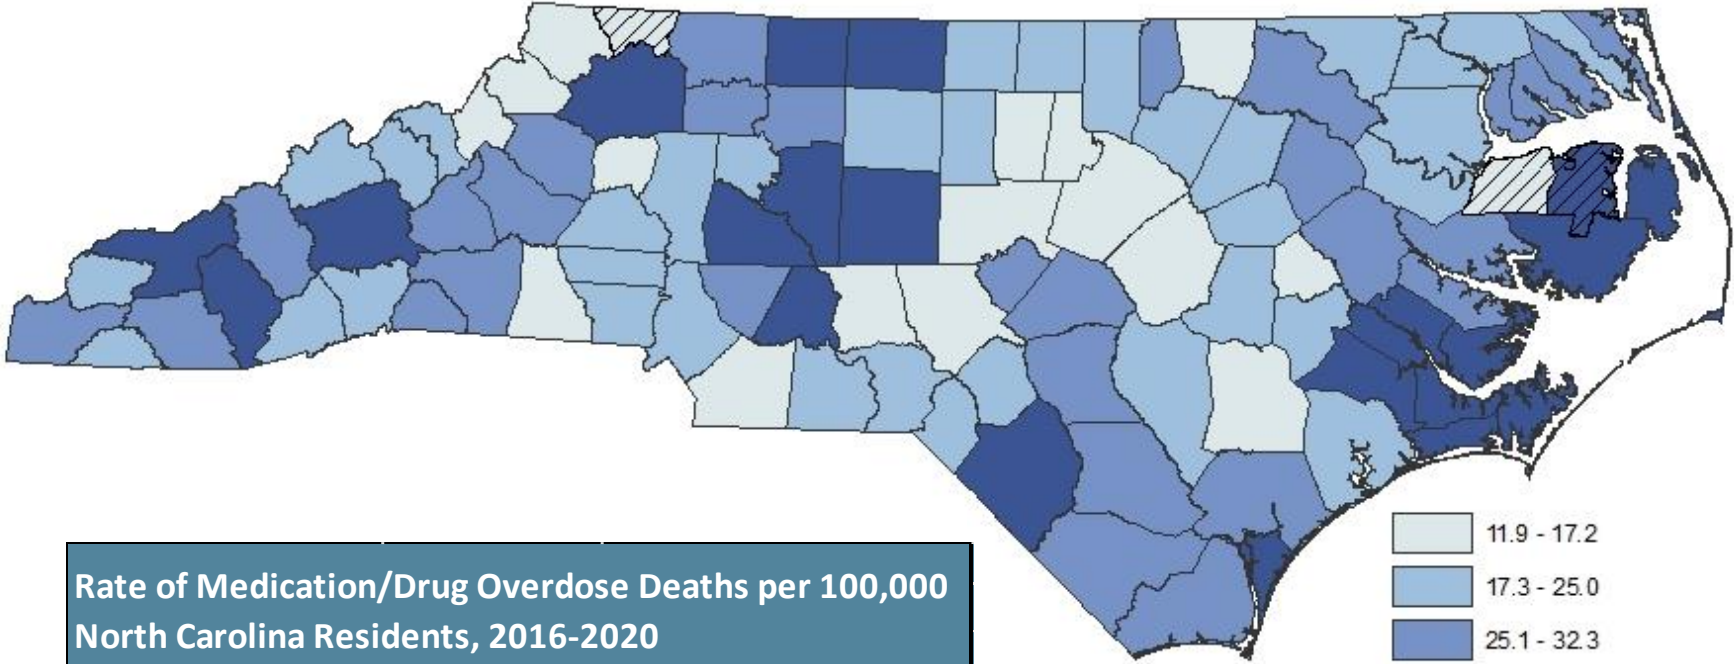 11.9 - 17.2
17.3 - 25.0
25.1 - 32.3
Rate of Medication/Drug Overdose Deaths per 100,000
North Carolina Residents, 2016-2020